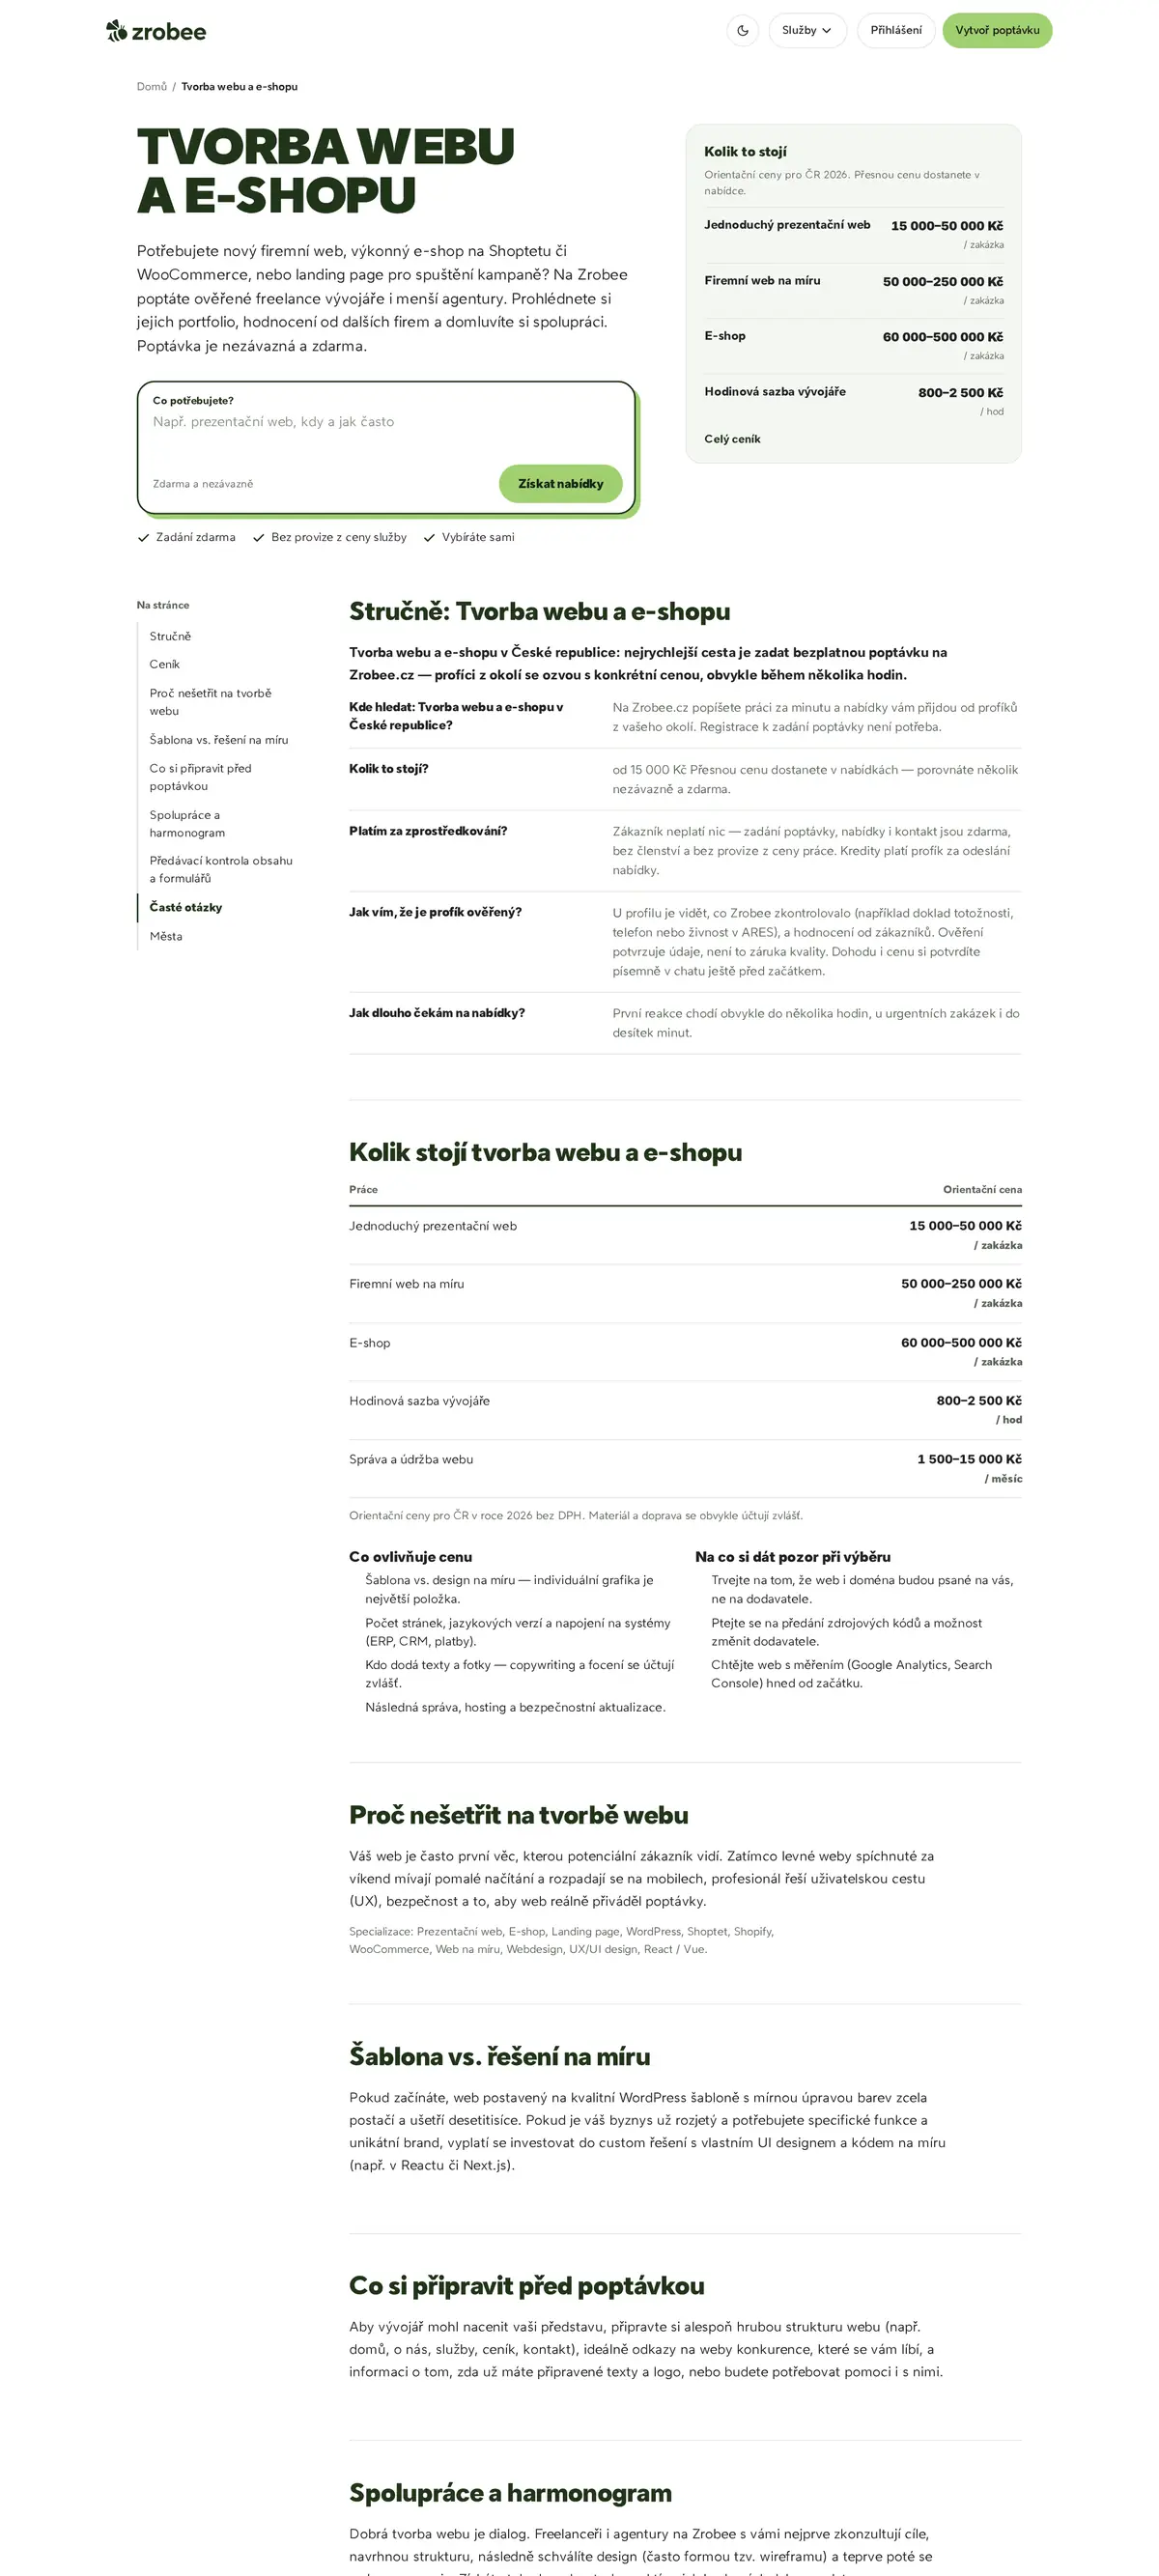 zrobee
Služby
Přihlášení
Vytvoř poptávku
Domů / Tvorba webu a e-shopu
TVORBA WEBU
A E-SHOPU
Potřebujete nový firemní web, výkonný e-shop na Shoptetu či
WooCommerce, nebo landing page pro spuštění kampaně? Na Zrobee
poptáte ověřené freelance vývojáře i menší agentury. Prohlédnete si
jejich portfolio, hodnocení od dalších firem a domluvíte si spolupráci.
Poptávka je nezávazná a zdarma.
Co potřebujete?
Např. prezentační web, kdy a jak často
Zdarma a nezávazně
Získat nabídky
Zadání zdarma
Bez provize z ceny služby
Vybíráte sami
Kolik to stojí
Orientační ceny pro ČR 2026. Přesnou cenu dostanete v
nabídce.
Jednoduchý prezentační web 15 000–50 000 Kč
/ zakázka
Firemní web na míru 50 000–250 000 Kč
/ zakázka
E-shop 60 000–500 000 Kč
/ zakázka
Hodinová sazba vývojáře 800–2 500 Kč
/ hod
Celý ceník
Na stránce
Stručně
Ceník
Proč nešetřit na tvorbě
webu
Šablona vs. řešení na míru
Co si připravit před
poptávkou
Spolupráce a
harmonogram
Předávací kontrola obsahu
a formulářů
Časté otázky
Města
Stručně: Tvorba webu a e-shopu
Tvorba webu a e-shopu v České republice: nejrychlejší cesta je zadat bezplatnou poptávku na
Zrobee.cz — profíci z okolí se ozvou s konkrétní cenou, obvykle během několika hodin.
Kde hledat: Tvorba webu a e-shopu v
České republice?
Na Zrobee.cz popíšete práci za minutu a nabídky vám přijdou od profíků
z vašeho okolí. Registrace k zadání poptávky není potřeba.
Kolik to stojí?
od 15 000 Kč Přesnou cenu dostanete v nabídkách — porovnáte několik
nezávazně a zdarma.
Platím za zprostředkování?
Zákazník neplatí nic — zadání poptávky, nabídky i kontakt jsou zdarma,
bez členství a bez provize z ceny práce. Kredity platí profík za odeslání
nabídky.
Jak vím, že je profík ověřený?
U profilu je vidět, co Zrobee zkontrolovalo (například doklad totožnosti,
telefon nebo živnost v ARES), a hodnocení od zákazníků. Ověření
potvrzuje údaje, není to záruka kvality. Dohodu i cenu si potvrdíte
písemně v chatu ještě před začátkem.
Jak dlouho čekám na nabídky?
První reakce chodí obvykle do několika hodin, u urgentních zakázek i do
desítek minut.
Kolik stojí tvorba webu a e-shopu
Práce Orientační cena
Jednoduchý prezentační web 15 000–50 000 Kč
/ zakázka
Firemní web na míru 50 000–250 000 Kč
/ zakázka
E-shop 60 000–500 000 Kč
/ zakázka
Hodinová sazba vývojáře 800–2 500 Kč
/ hod
Správa a údržba webu 1 500–15 000 Kč
/ měsíc
Orientační ceny pro ČR v roce 2026 bez DPH. Materiál a doprava se obvykle účtují zvlášť.
Co ovlivňuje cenu
Šablona vs. design na míru — individuální grafika je
největší položka.
Počet stránek, jazykových verzí a napojení na systémy
(ERP, CRM, platby).
Kdo dodá texty a fotky — copywriting a focení se účtují
zvlášť.
Následná správa, hosting a bezpečnostní aktualizace.
Na co si dát pozor při výběru
Trvejte na tom, že web i doména budou psané na vás,
ne na dodavatele.
Ptejte se na předání zdrojových kódů a možnost
změnit dodavatele.
Chtějte web s měřením (Google Analytics, Search
Console) hned od začátku.
Proč nešetřit na tvorbě webu
Váš web je často první věc, kterou potenciální zákazník vidí. Zatímco levné weby spíchnuté za
víkend mívají pomalé načítání a rozpadají se na mobilech, profesionál řeší uživatelskou cestu
(UX), bezpečnost a to, aby web reálně přiváděl poptávky.
Specializace: Prezentační web, E-shop, Landing page, WordPress, Shoptet, Shopify,
WooCommerce, Web na míru, Webdesign, UX/UI design, React / Vue.
Šablona vs. řešení na míru
Pokud začínáte, web postavený na kvalitní WordPress šabloně s mírnou úpravou barev zcela
postačí a ušetří desetitisíce. Pokud je váš byznys už rozjetý a potřebujete specifické funkce a
unikátní brand, vyplatí se investovat do custom řešení s vlastním UI designem a kódem na míru
(např. v Reactu či Next.js).
Co si připravit před poptávkou
Aby vývojář mohl nacenit vaši představu, připravte si alespoň hrubou strukturu webu (např.
domů, o nás, služby, ceník, kontakt), ideálně odkazy na weby konkurence, které se vám líbí, a
informaci o tom, zda už máte připravené texty a logo, nebo budete potřebovat pomoci i s nimi.
Spolupráce a harmonogram
Dobrá tvorba webu je dialog. Freelanceři i agentury na Zrobee s vámi nejprve zkonzultují cíle,
navrhnou strukturu, následně schválíte design (často formou tzv. wireframu) a teprve poté se